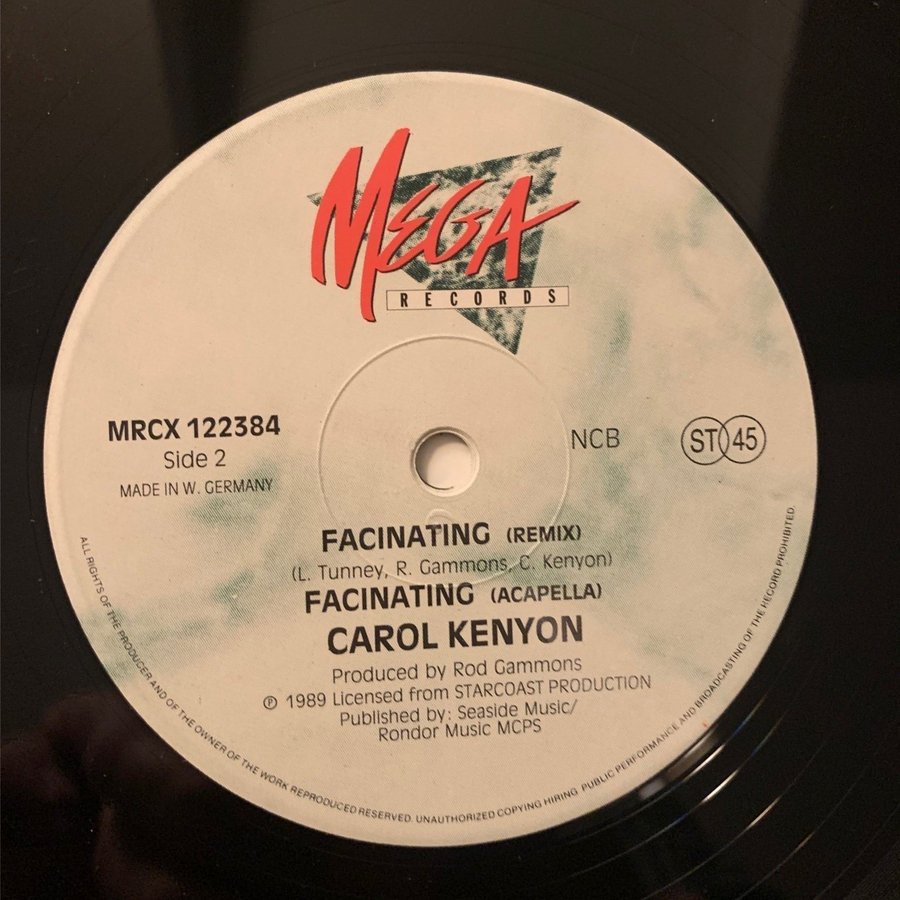 MEGA
RECORDS
MRCX 122384
Side 2
MADE IN W. GERMANY
NCB
ST 45
FACINATING (REMIX)
(L. Tunney, R. Gammons, C. Kenyon)
FACINATING (ACAPELLA)
CAROL KENYON
Produced by Rod Gammons
℗ 1989 Licensed from STARCOAST PRODUCTION
Published by: Seaside Music/
Rondor Music MCPS
ALL RIGHTS OF THE PRODUCER AND OF THE OWNER OF THE WORK REPRODUCED RESERVED. UNAUTHORIZED COPYING HIRING PUBLIC PERFORMANCE AND BROADCASTING OF THE RECORD PROHIBITED.